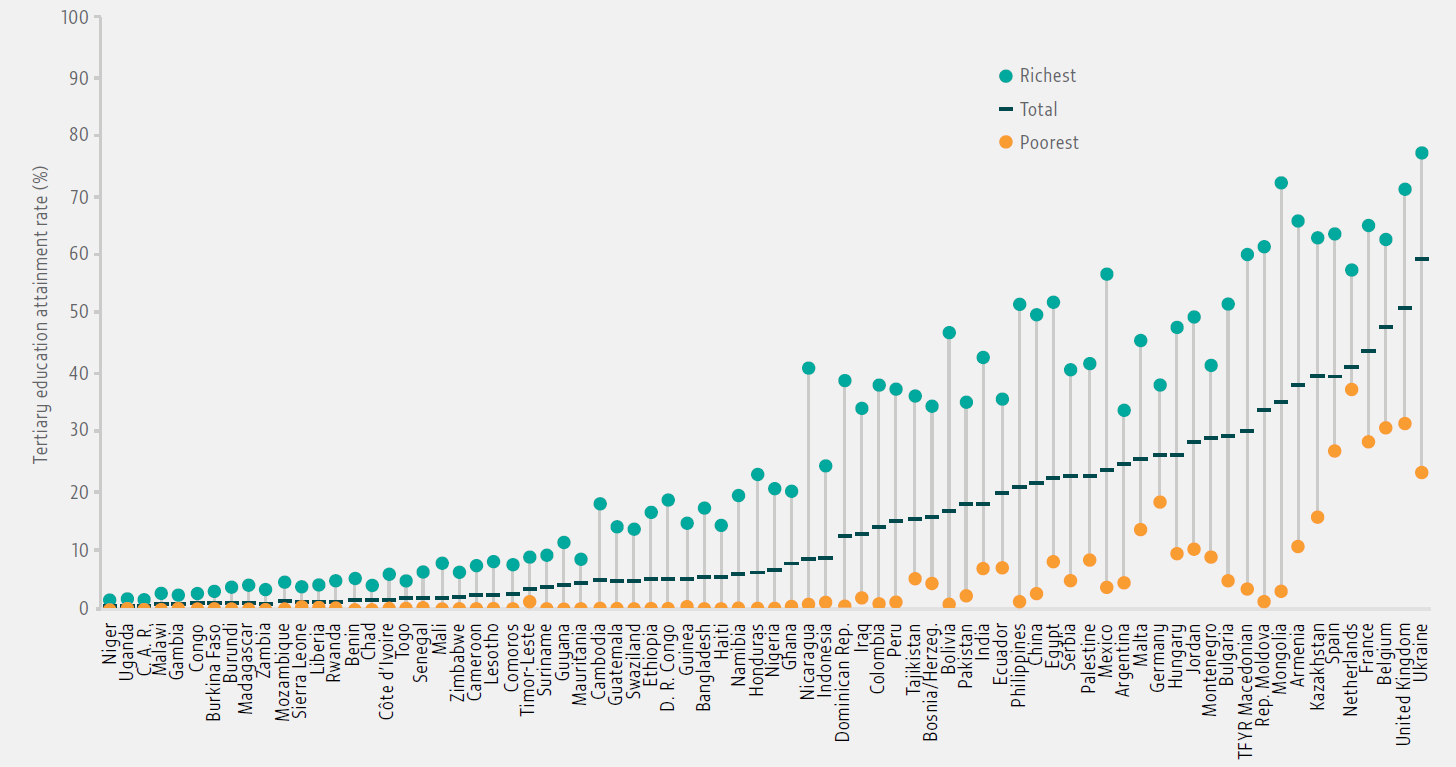 100
90
80
70
60
50
40
30
20
10
0
Tertiary education attainment rate (%)
Richest
Total
Poorest
Niger
Uganda
C. A. R.
Malawi
Gambia
Congo
Burkina Faso
Burundi
Madagascar
Zambia
Mozambique
Sierra Leone
Liberia
Rwanda
Benin
Chad
Côte d'Ivoire
Togo
Senegal
Mali
Zimbabwe
Cameroon
Lesotho
Comoros
Timor-Leste
Suriname
Guyana
Mauritania
Cambodia
Guatemala
Swaziland
Ethiopia
D. R. Congo
Guinea
Bangladesh
Haiti
Namibia
Honduras
Nigeria
Ghana
Nicaragua
Indonesia
Dominican Rep.
Iraq
Colombia
Peru
Tajikistan
Bosnia/Herzeg.
Bolivia
Pakistan
India
Ecuador
Philippines
China
Egypt
Serbia
Palestine
Mexico
Argentina
Malta
Germany
Hungary
Jordan
Montenegro
Bulgaria
TFYR Macedonian
Rep. Moldova
Mongolia
Armenia
Kazakhstan
Spain
Netherlands
France
Belgium
United Kingdom
Ukraine